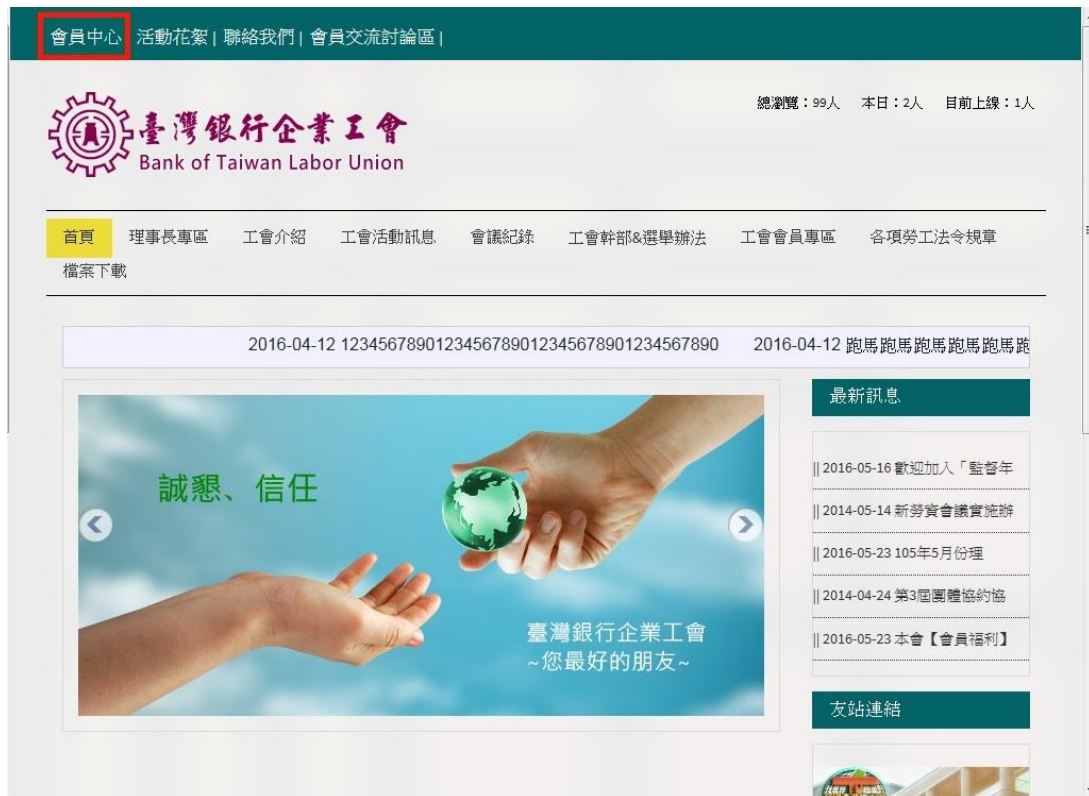 會員中心 活動花絮 | 聯絡我們 | 會員交流討論區 |
總瀏覽：99人 本日：2人 目前上線：1人
臺灣銀行企業工會
Bank of Taiwan Labor Union
首頁 理事長專區 工會介紹 工會活動訊息 會議紀錄 工會幹部&選舉辦法 工會會員專區 各項勞工法令規章
檔案下載
2016-04-12 1234567890123456789012345678901234567890 2016-04-12 跑馬跑馬跑馬跑馬跑馬跑
最新訊息
誠懇、信任
|| 2016-05-16 歡迎加入「監督年
|| 2014-05-14 新勞資會議實施辦
|| 2016-05-23 105年5月份理
|| 2014-04-24 第3屆團體協約協
|| 2016-05-23 本會【會員福利】
臺灣銀行企業工會
~您最好的朋友~
友站連結